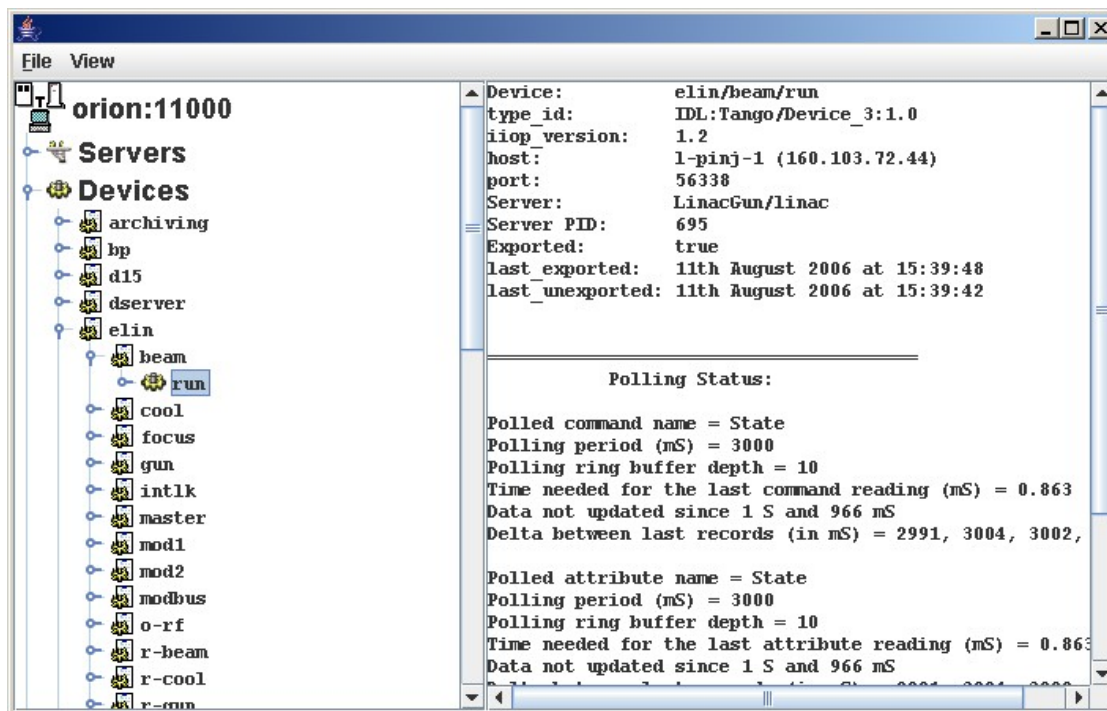 File View
orion:11000
Servers
Devices
archiving
bp
d15
dserver
elin
beam
run
cool
focus
gun
intlk
master
mod1
mod2
modbus
o-rf
r-beam
r-cool
r-gun
Device: elin/beam/run
type_id: IDL:Tango/Device_3:1.0
iiop_version: 1.2
host: l-pinj-1 (160.103.72.44)
port: 56338
Server: LinacGun/linac
Server PID: 695
Exported: true
last_exported: 11th August 2006 at 15:39:48
last_unexported: 11th August 2006 at 15:39:42
Polling Status:
Polled command name = State
Polling period (mS) = 3000
Polling ring buffer depth = 10
Time needed for the last command reading (mS) = 0.863
Data not updated since 1 S and 966 mS
Delta between last records (in mS) = 2991, 3004, 3002,
Polled attribute name = State
Polling period (mS) = 3000
Polling ring buffer depth = 10
Time needed for the last attribute reading (mS) = 0.863
Data not updated since 1 S and 966 mS